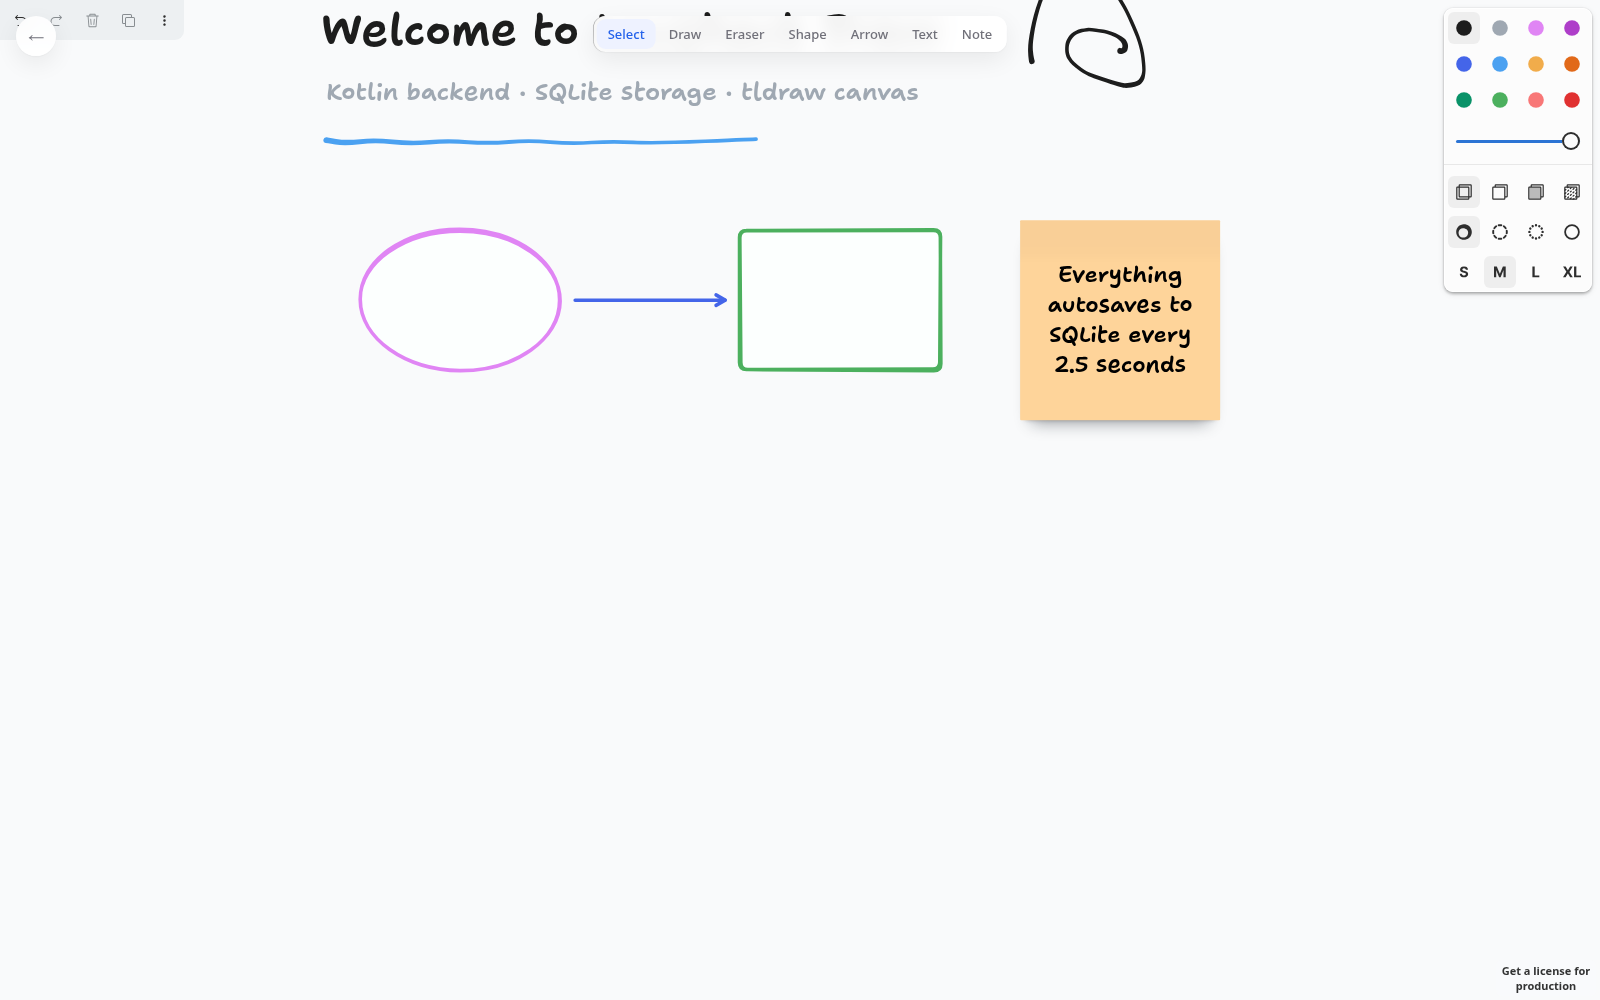 Welcome to
Select Draw Eraser Shape Arrow Text Note
Kotlin backend · SQLite storage · tldraw canvas
Everything
autosaves to
SQLite every
2.5 seconds
S M L XL
Get a license for
production